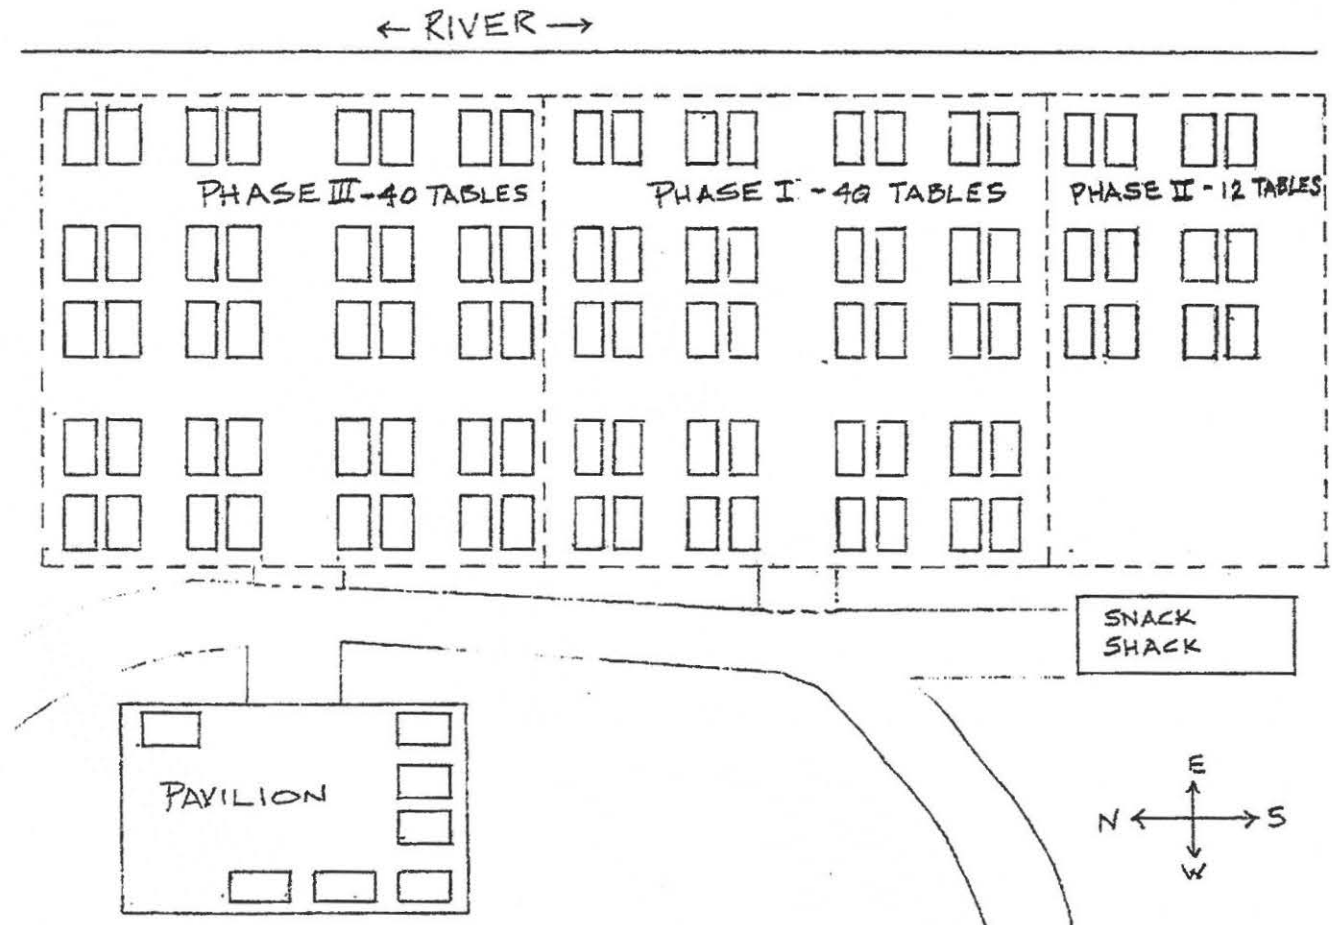 ← RIVER →
PHASE III - 40 TABLES
PHASE I - 40 TABLES
PHASE II - 12 TABLES
SNACK
SHACK
PAVILION
E
N
S
W